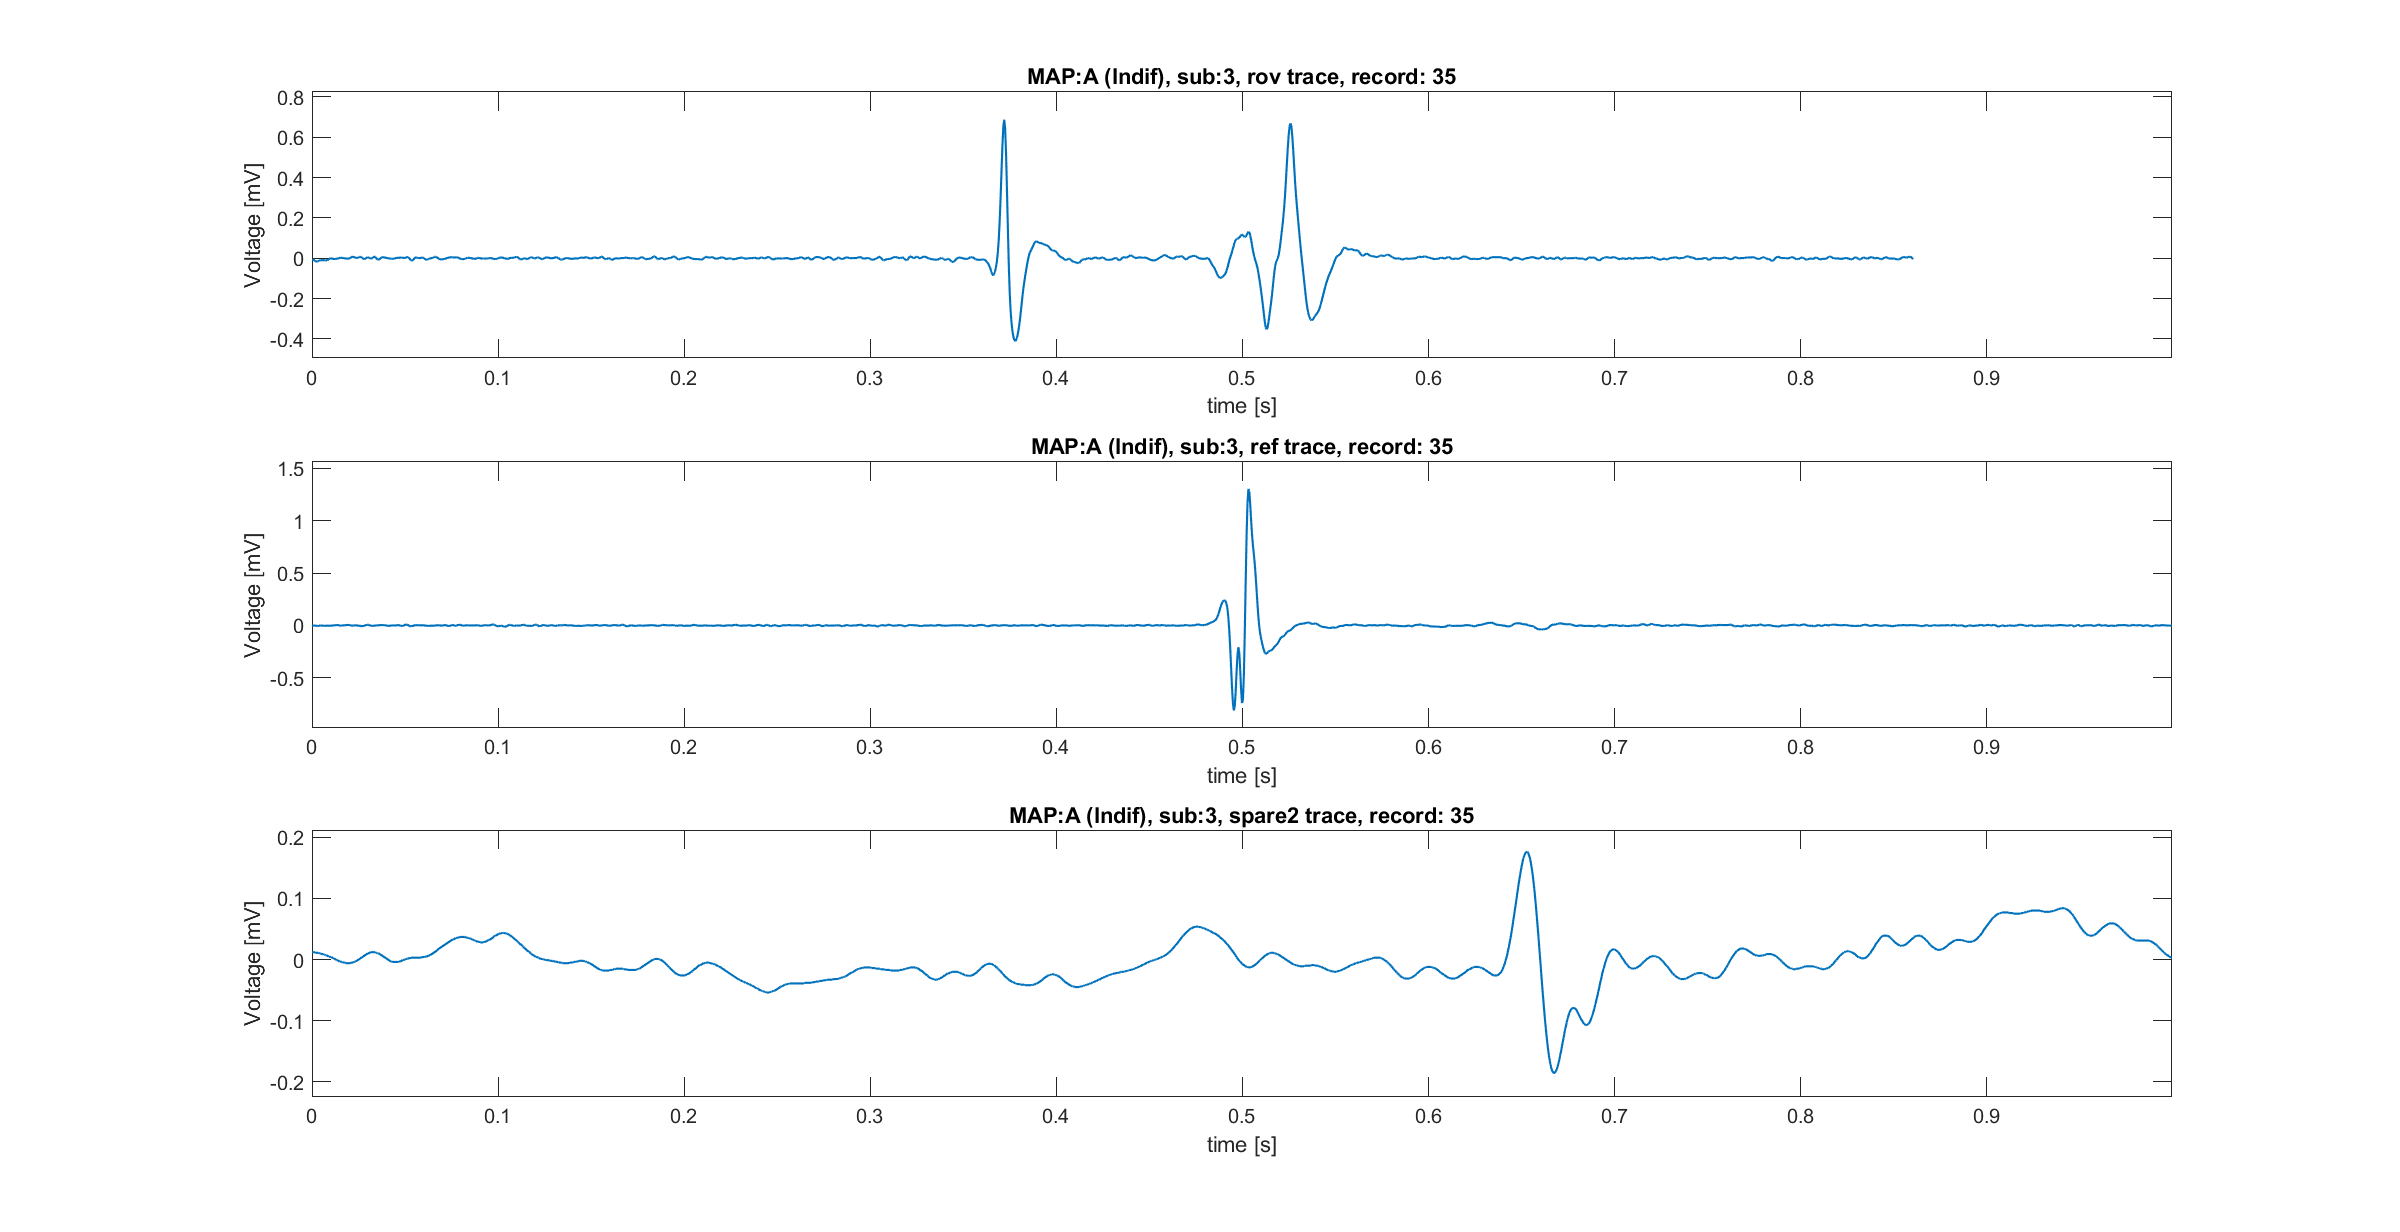 MAP:A (Indif), sub:3, rov trace, record: 35
Voltage [mV]
0.8
0.6
0.4
0.2
0
-0.2
-0.4
0 0.1 0.2 0.3 0.4 0.5 0.6 0.7 0.8 0.9
time [s]
MAP:A (Indif), sub:3, ref trace, record: 35
Voltage [mV]
1.5
1
0.5
0
-0.5
0 0.1 0.2 0.3 0.4 0.5 0.6 0.7 0.8 0.9
time [s]
MAP:A (Indif), sub:3, spare2 trace, record: 35
Voltage [mV]
0.2
0.1
0
-0.1
-0.2
0 0.1 0.2 0.3 0.4 0.5 0.6 0.7 0.8 0.9
time [s]